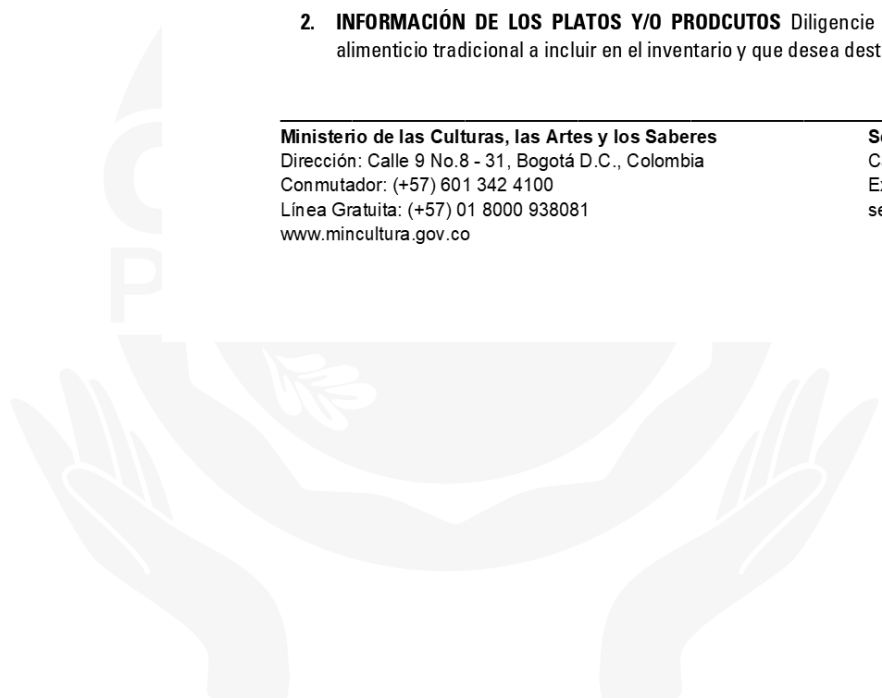 2. INFORMACIÓN DE LOS PLATOS Y/O PRODCUTOS Diligencie
alimenticio tradicional a incluir en el inventario y que desea dest
Ministerio de las Culturas, las Artes y los Saberes
Dirección: Calle 9 No.8 - 31, Bogotá D.C., Colombia
Conmutador: (+57) 601 342 4100
Línea Gratuita: (+57) 01 8000 938081
www.mincultura.gov.co